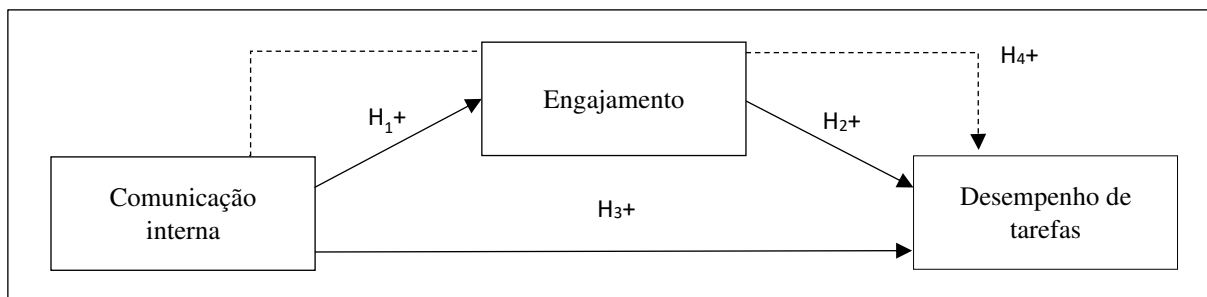 H₄+
Engajamento
H₁+
H₂+
Comunicação
interna
H₃+
Desempenho de
tarefas